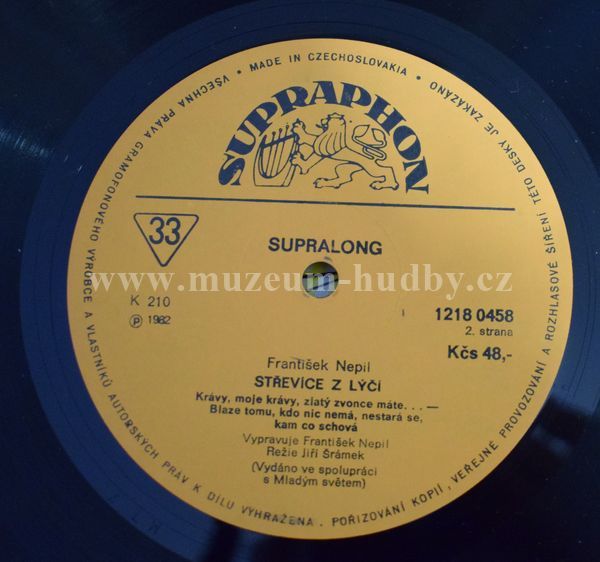 VŠECHNA PRÁVA GRAMOFONOVÉHO VÝROBCE A VLASTNÍKŮ AUTORSKÝCH PRÁV K DÍLU VYHRAŽENA . POŘIZOVÁNÍ KOPIÍ , VEŘEJNÉ PROVOZOVÁNÍ A ROZHLASOVÉ ŠÍŘENÍ TÉTO DESKY JE ZAKÁZÁNO • MADE IN CZECHOSLOVAKIA •
SUPRAPHON
33
SUPRALONG
www.muzeum-hudby.cz
K 210
Ⓟ 1982
1218 0458
2. strana
Kčs 48,-
František Nepil
STŘEVÍCE Z LÝČÍ
Krávy, moje krávy, zlatý zvonce máte. . . —
Blaze tomu, kdo nic nemá, nestará se,
kam co schová
Vypravuje František Nepil
Režie Jiří Šrámek
(Vydáno ve spolupráci
s Mladým světem)